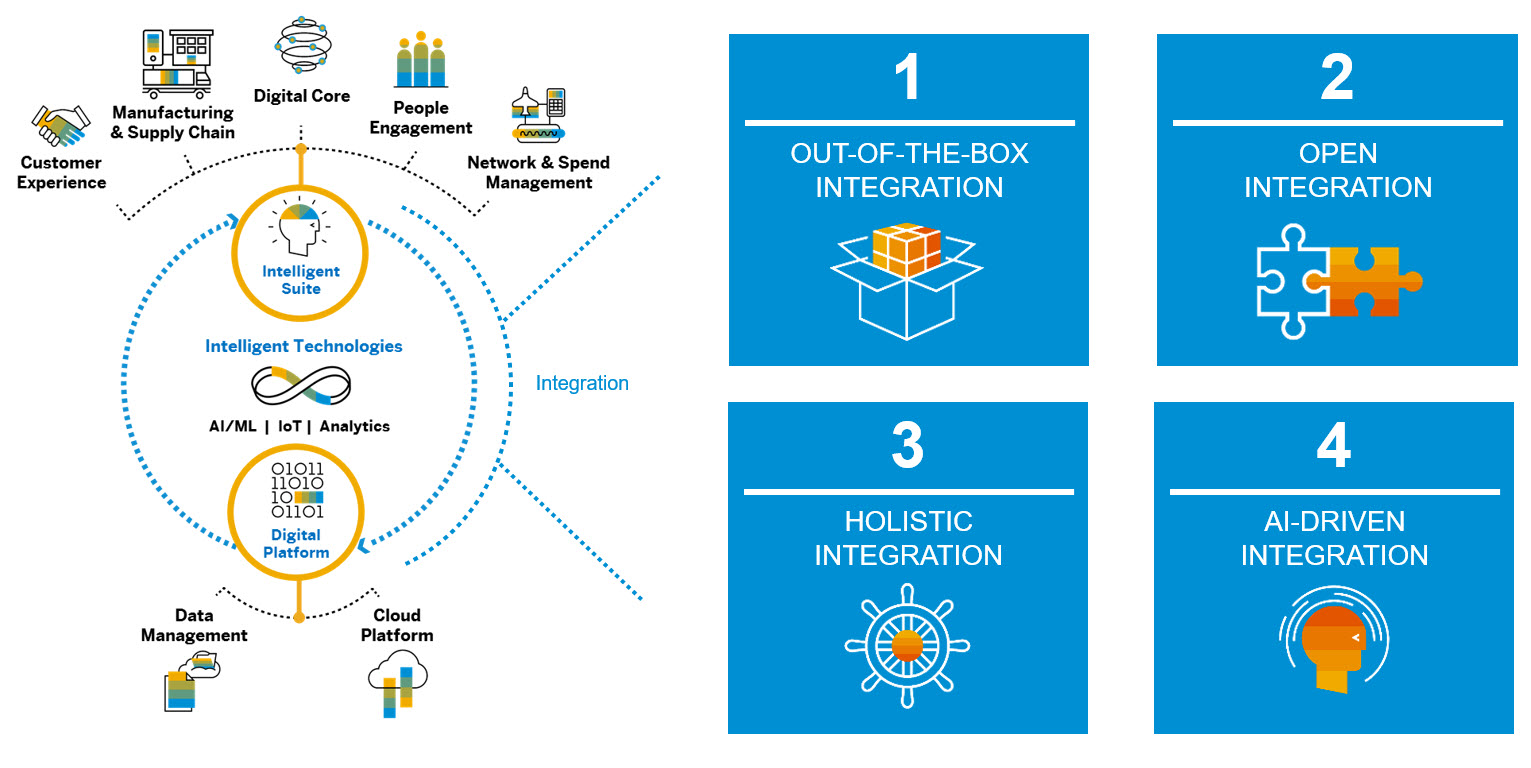 Customer
Experience
Manufacturing
& Supply Chain
Digital Core
People
Engagement
Network & Spend
Management
Intelligent
Suite
Intelligent Technologies
AI/ML | IoT | Analytics
01011
11010
10
01101
Digital
Platform
Data
Management
Cloud
Platform
Integration
1
OUT-OF-THE-BOX
INTEGRATION
2
OPEN
INTEGRATION
3
HOLISTIC
INTEGRATION
4
AI-DRIVEN
INTEGRATION